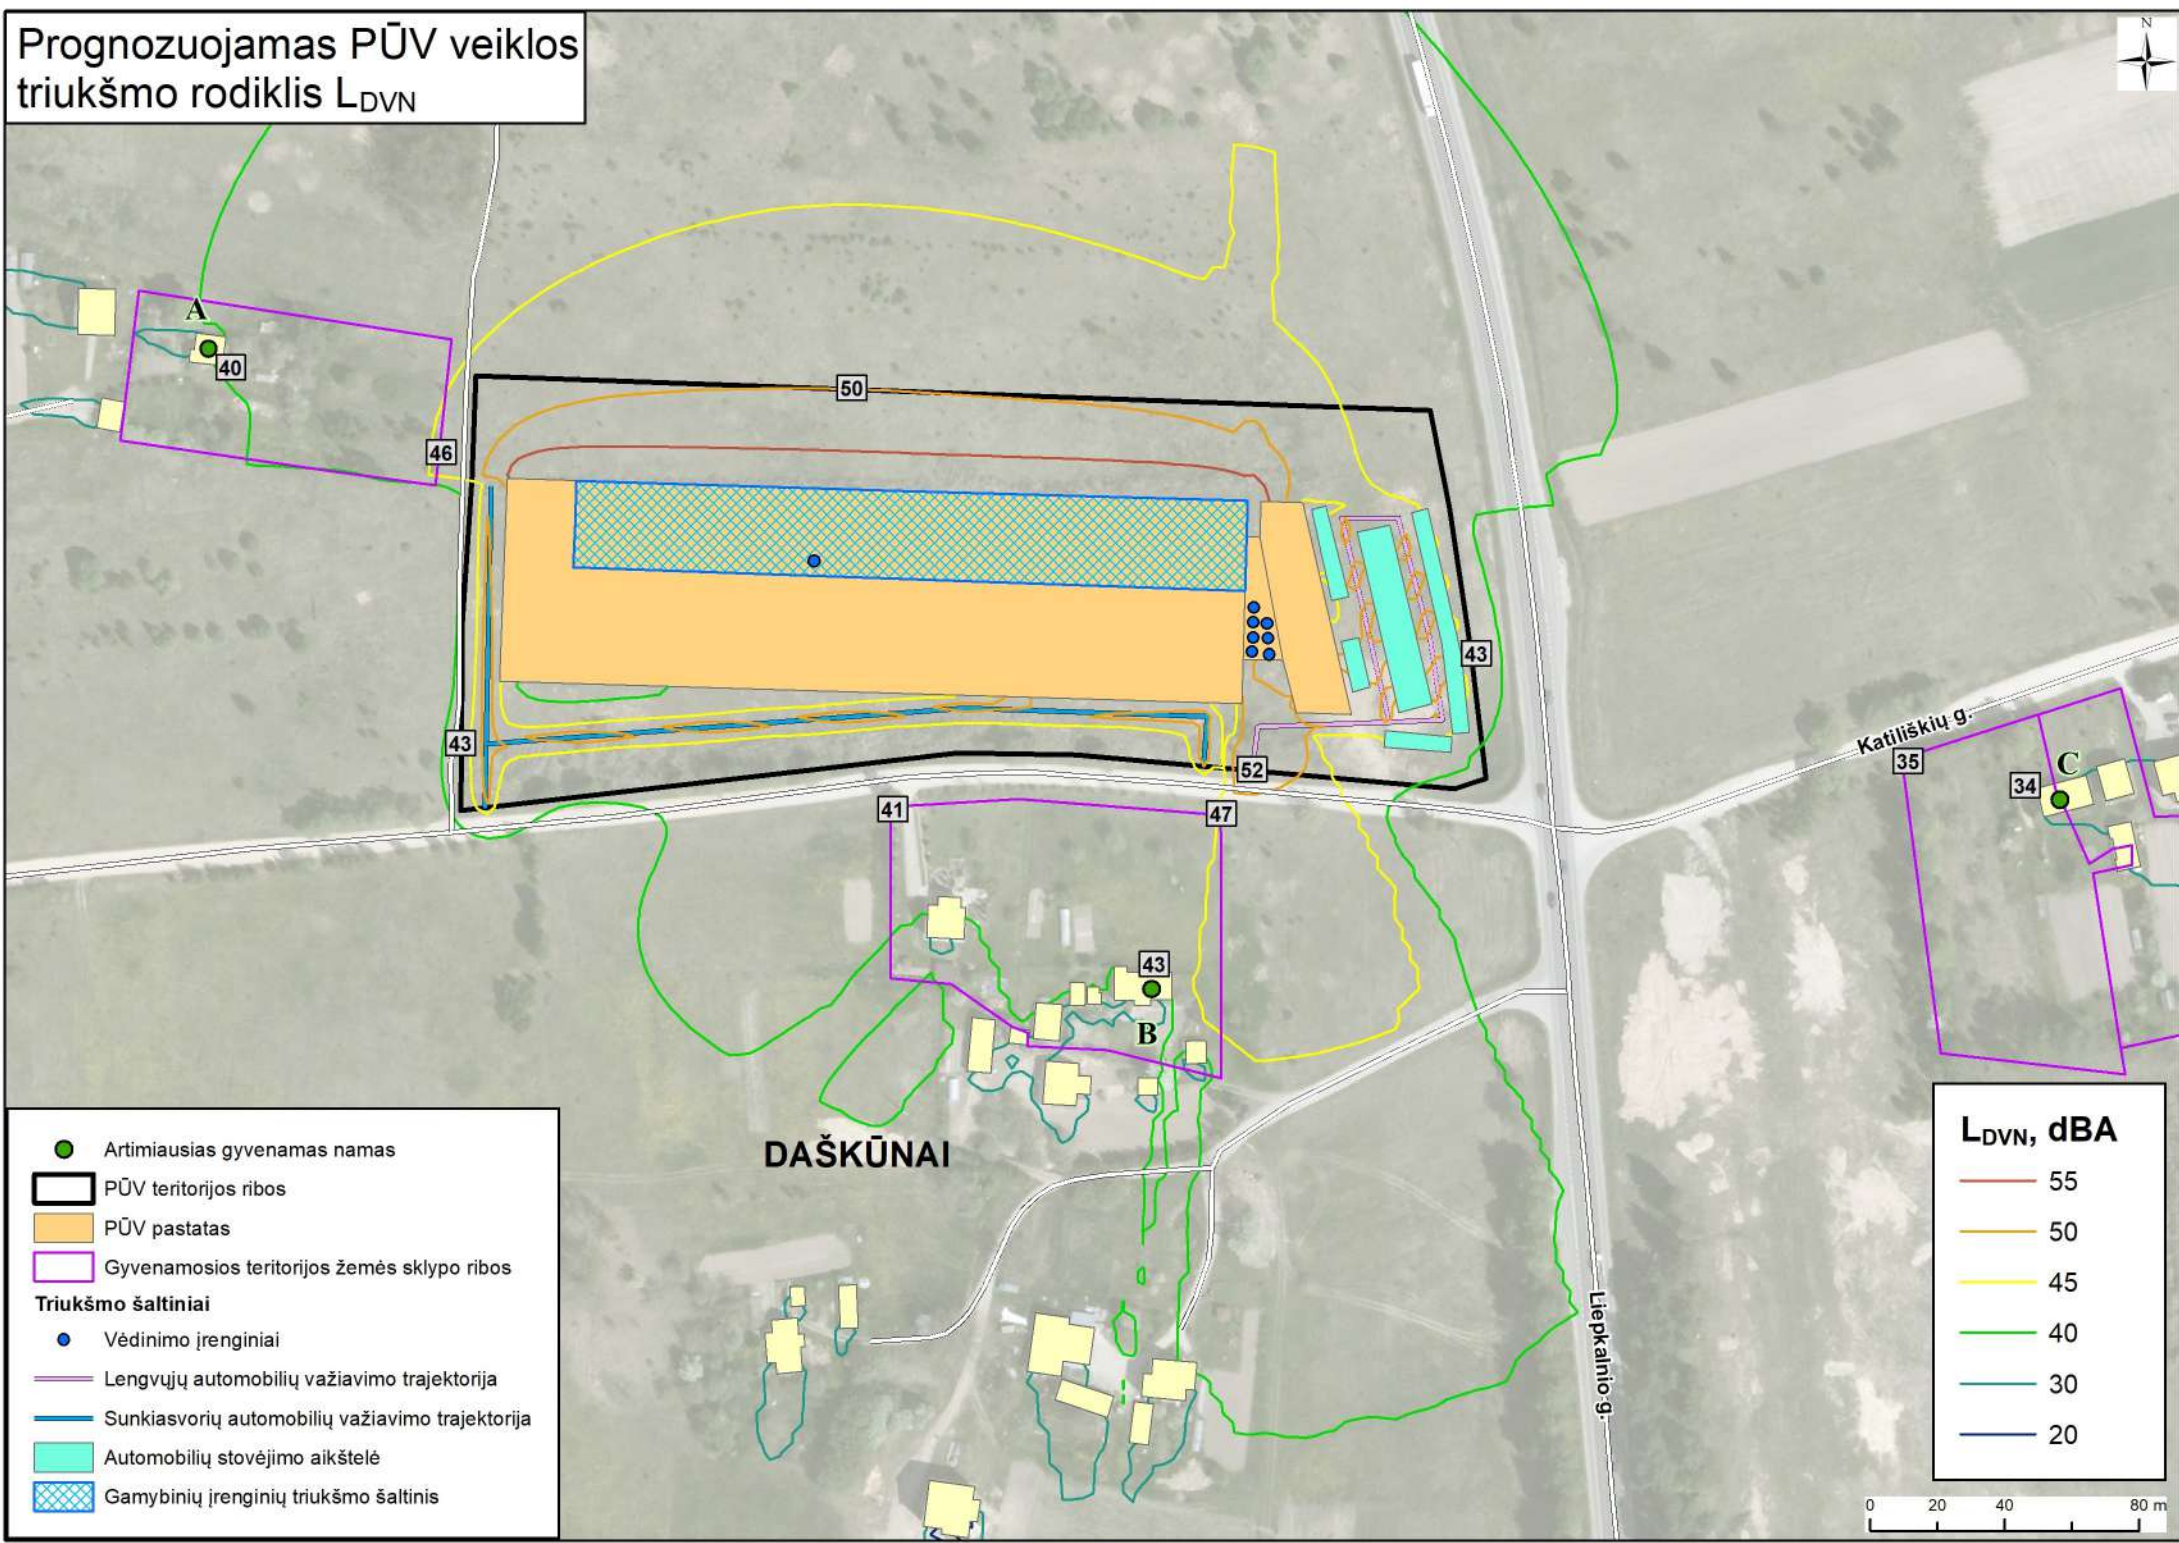 Prognozuojamas PŪV veiklos
triukšmo rodiklis LDVN
N
A
40
50
46
43
43
52
41
47
Katiliškių g.
35
34
C
43
B
DAŠKŪNAI
Liepkalnio g.
Artimiausias gyvenamas namas
PŪV teritorijos ribos
PŪV pastatas
Gyvenamosios teritorijos žemės sklypo ribos
Triukšmo šaltiniai
Vėdinimo įrenginiai
Lengvųjų automobilių važiavimo trajektorija
Sunkiasvorių automobilių važiavimo trajektorija
Automobilių stovėjimo aikštelė
Gamybinių įrenginių triukšmo šaltinis
LDVN, dBA
55
50
45
40
30
20
0 20 40 80 m